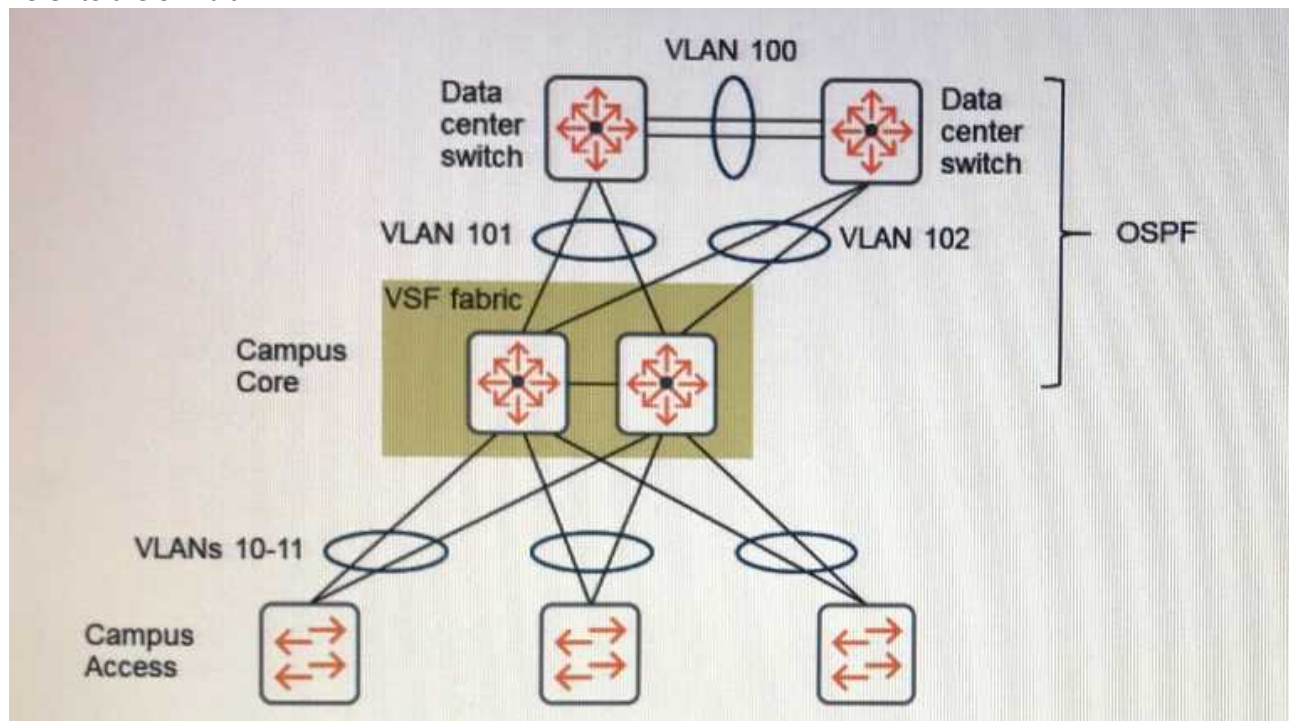 VLAN 100
Data
center
switch
Data
center
switch
VLAN 101
VLAN 102
OSPF
VSF fabric
Campus
Core
VLANs 10-11
Campus
Access